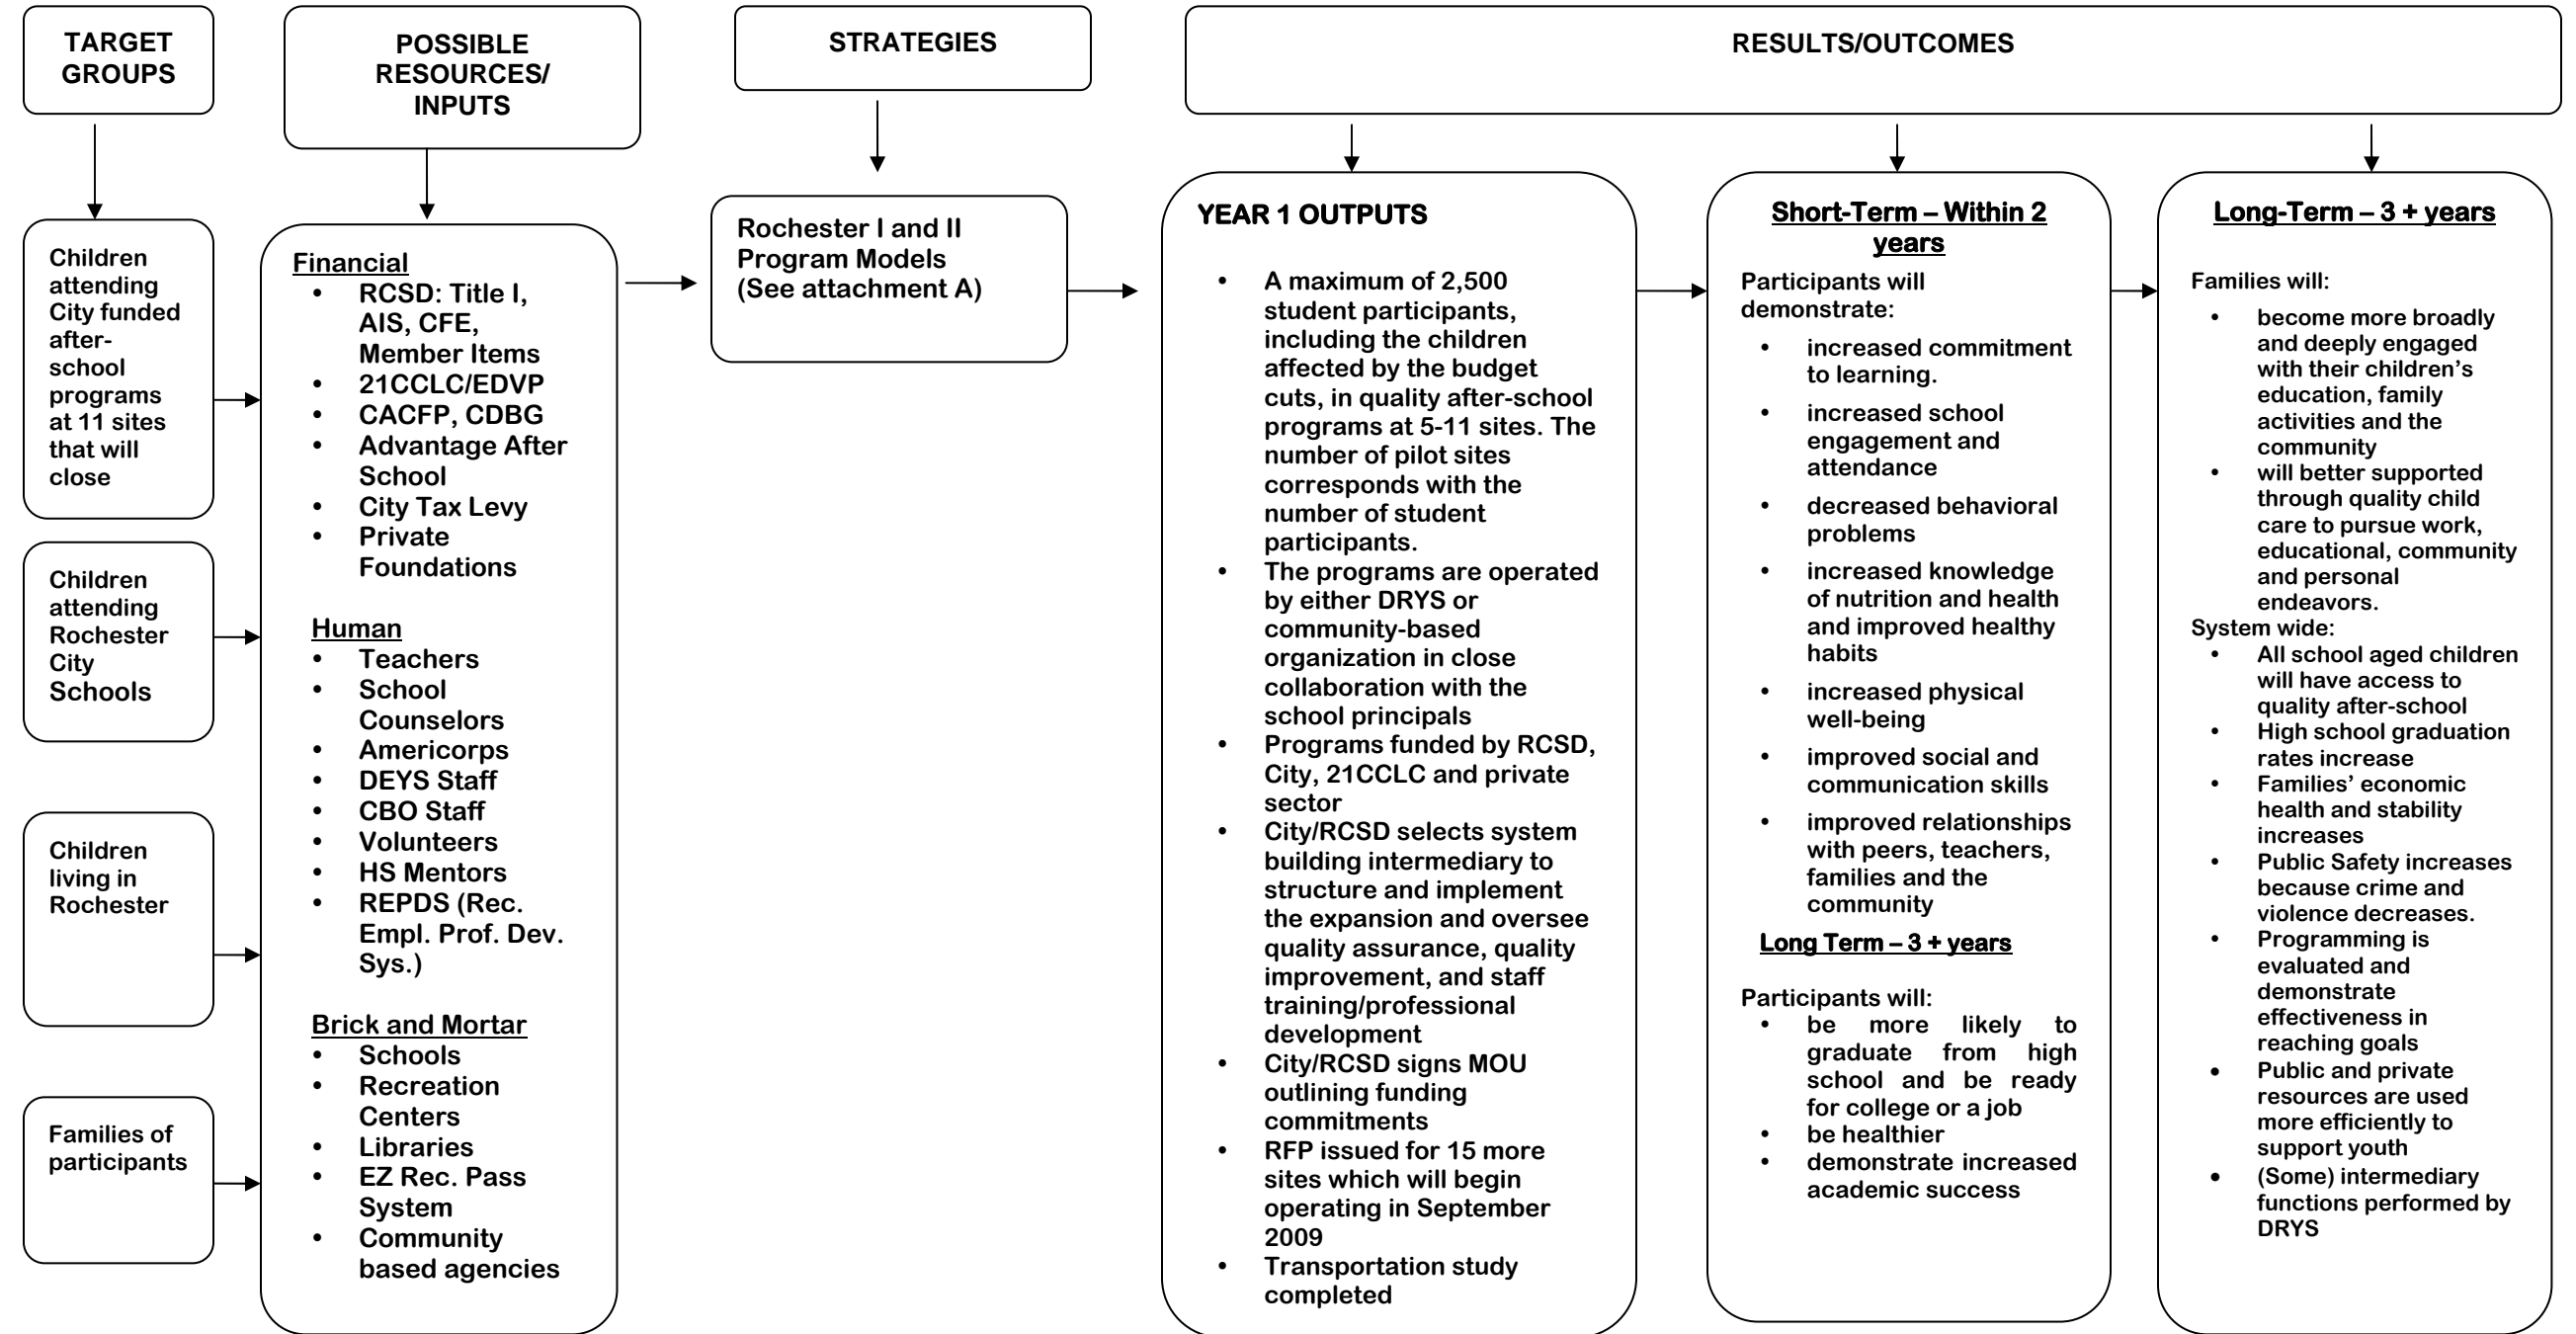 TARGET
GROUPS
POSSIBLE
RESOURCES/
INPUTS
STRATEGIES
RESULTS/OUTCOMES
Children
attending
City funded
after-
school
programs
at 11 sites
that will
close
Children
attending
Rochester
City
Schools
Children
living in
Rochester
Families of
participants
Financial
• RCSD: Title I,
AIS, CFE,
Member Items
• 21CCLC/EDVP
• CACFP, CDBG
• Advantage After
School
• City Tax Levy
• Private
Foundations
Human
• Teachers
• School
Counselors
• Americorps
• DEYS Staff
• CBO Staff
• Volunteers
• HS Mentors
• REPDS (Rec.
Empl. Prof. Dev.
Sys.)
Brick and Mortar
• Schools
• Recreation
Centers
• Libraries
• EZ Rec. Pass
System
• Community
based agencies
Rochester I and II
Program Models
(See attachment A)
YEAR 1 OUTPUTS
• A maximum of 2,500
student participants,
including the children
affected by the budget
cuts, in quality after-school
programs at 5-11 sites. The
number of pilot sites
corresponds with the
number of student
participants.
• The programs are operated
by either DRYS or
community-based
organization in close
collaboration with the
school principals
• Programs funded by RCSD,
City, 21CCLC and private
sector
• City/RCSD selects system
building intermediary to
structure and implement
the expansion and oversee
quality assurance, quality
improvement, and staff
training/professional
development
• City/RCSD signs MOU
outlining funding
commitments
• RFP issued for 15 more
sites which will begin
operating in September
2009
• Transportation study
completed
Short-Term – Within 2
years
Participants will
demonstrate:
• increased commitment
to learning.
• increased school
engagement and
attendance
• decreased behavioral
problems
• increased knowledge
of nutrition and health
and improved healthy
habits
• increased physical
well-being
• improved social and
communication skills
• improved relationships
with peers, teachers,
families and the
community
Long Term – 3 + years
Participants will:
• be more likely to
graduate from high
school and be ready
for college or a job
• be healthier
• demonstrate increased
academic success
Long-Term – 3 + years
Families will:
• become more broadly
and deeply engaged
with their children’s
education, family
activities and the
community
• will better supported
through quality child
care to pursue work,
educational, community
and personal
endeavors.
System wide:
• All school aged children
will have access to
quality after-school
• High school graduation
rates increase
• Families’ economic
health and stability
increases
• Public Safety increases
because crime and
violence decreases.
• Programming is
evaluated and
demonstrate
effectiveness in
reaching goals
• Public and private
resources are used
more efficiently to
support youth
• (Some) intermediary
functions performed by
DRYS